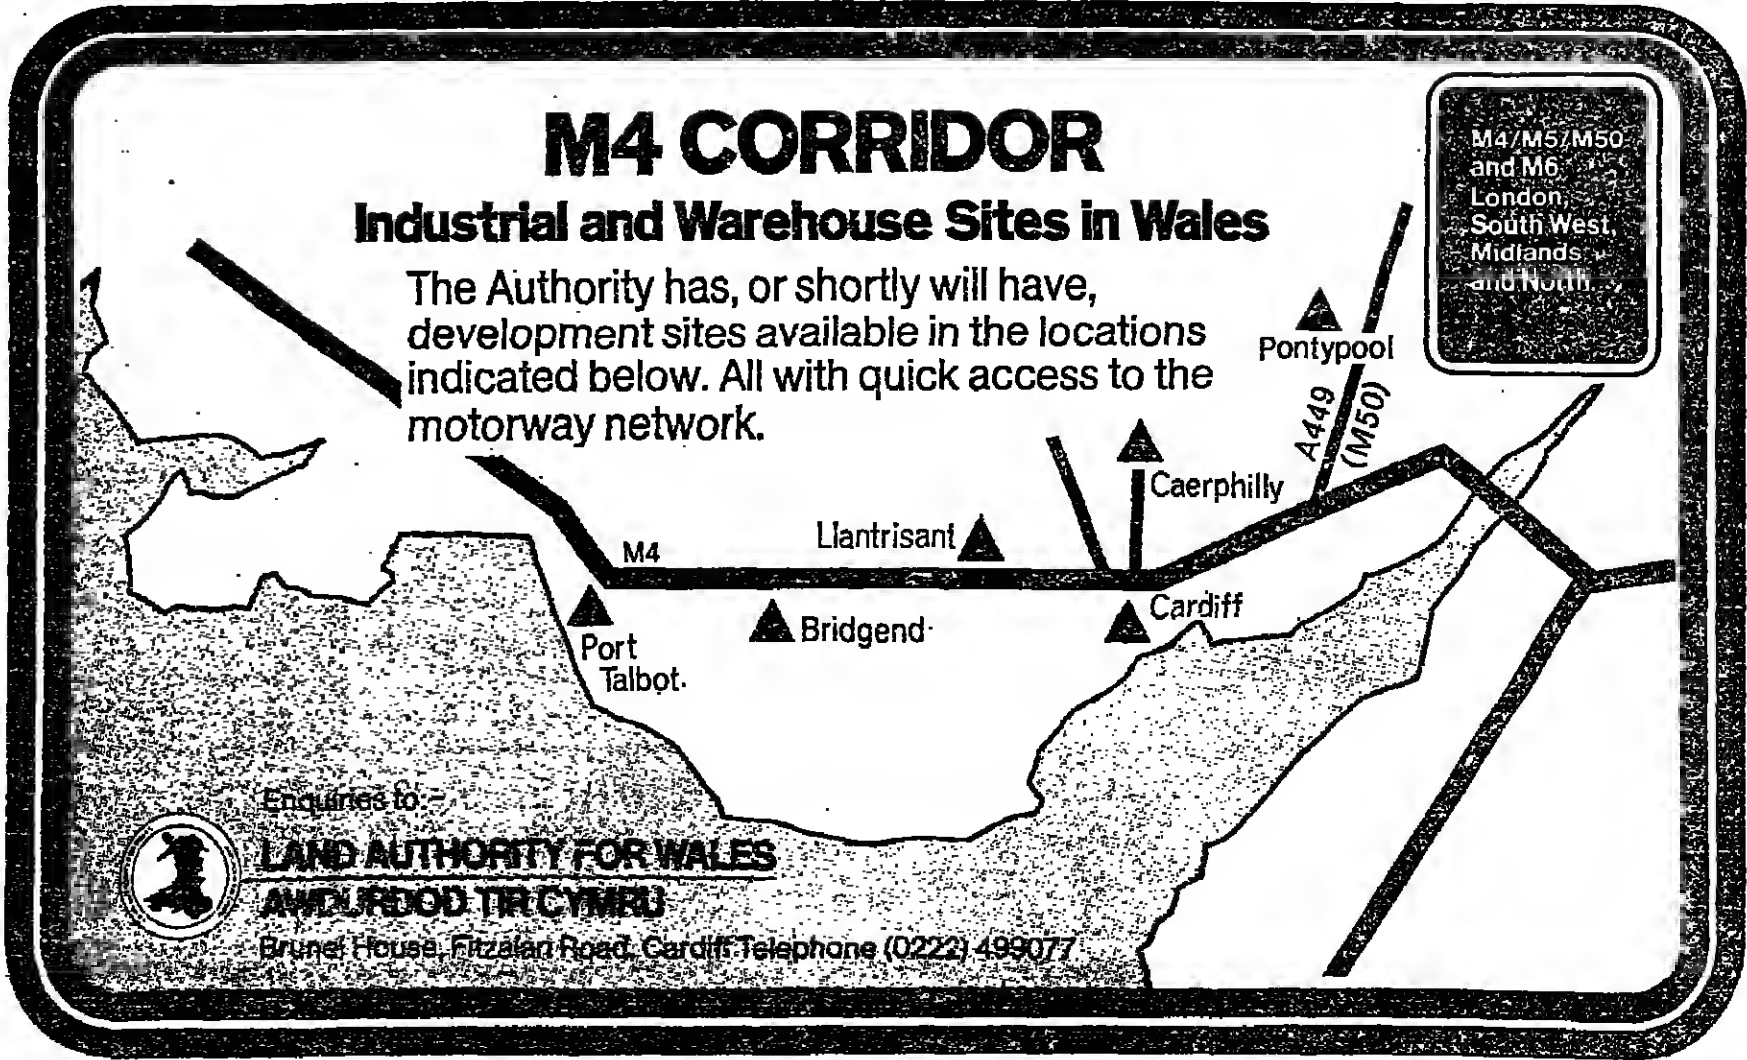 M4 CORRIDOR
Industrial and Warehouse Sites in Wales
The Authority has, or shortly will have,
development sites available in the locations
indicated below. All with quick access to the
motorway network.
M4/M5/M50
and M6
London,
South West,
Midlands
and North
Pontypool
A449
(M50)
Caerphilly
Llantrisant
M4
Cardiff
Bridgend
Port
Talbot
Enquiries to:-
LAND AUTHORITY FOR WALES
AWDURDOD TIR CYMRU
Brunel House, Fitzalan Road, Cardiff. Telephone (0222) 499077